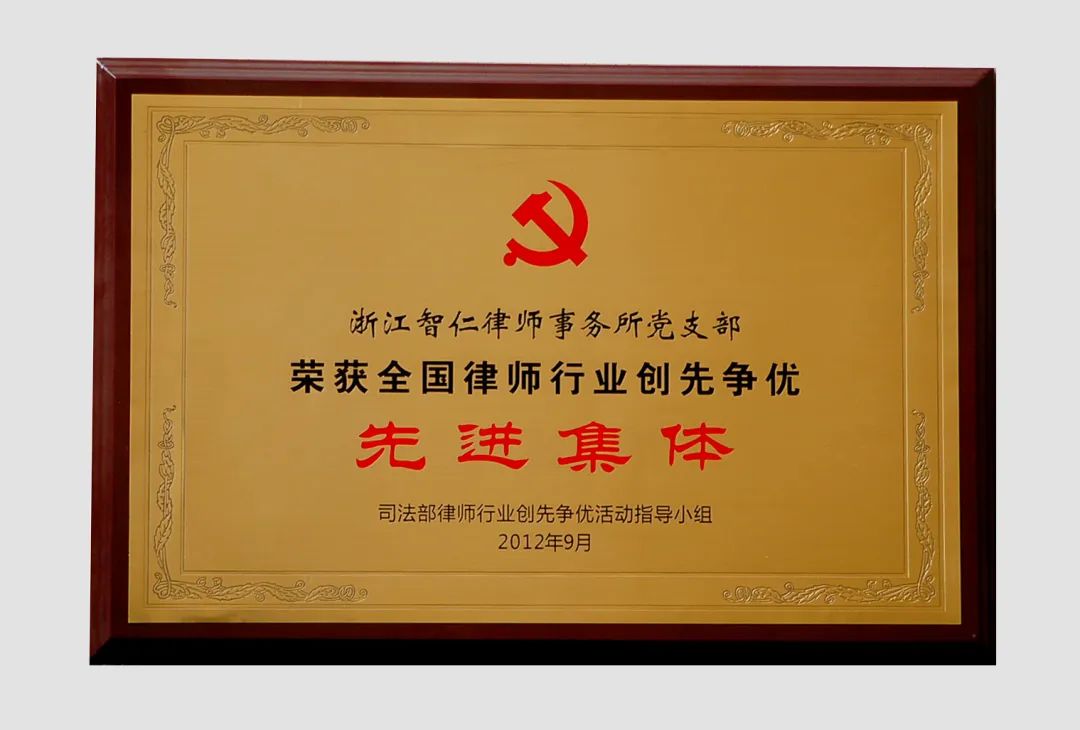 浙江智仁律师事务所党支部
荣获全国律师行业创先争优
先进集体
司法部律师行业创先争优活动指导小组
2012年9月